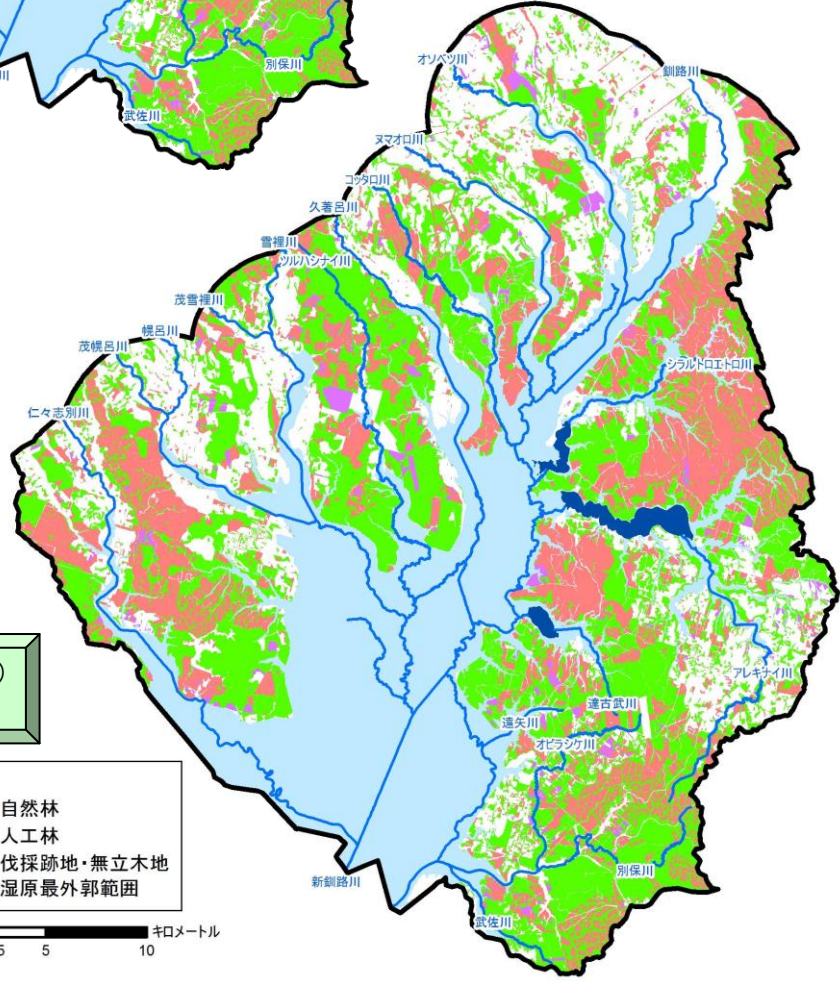 川
別保川
武佐川
オソベツ川
釧路川
ヌマオロ川
コッタロ川
久著呂川
雪裡川
ツルハシナイ川
茂雪裡川
幌呂川
茂幌呂川
シラルトロエトロ川
仁々志別川
アレキナイ川
達古武川
遠矢川
オビラシケ川
自然林
人工林
伐採跡地・無立木地
湿原最外郭範囲
別保川
新釧路川
武佐川
キロメートル
5 5 10